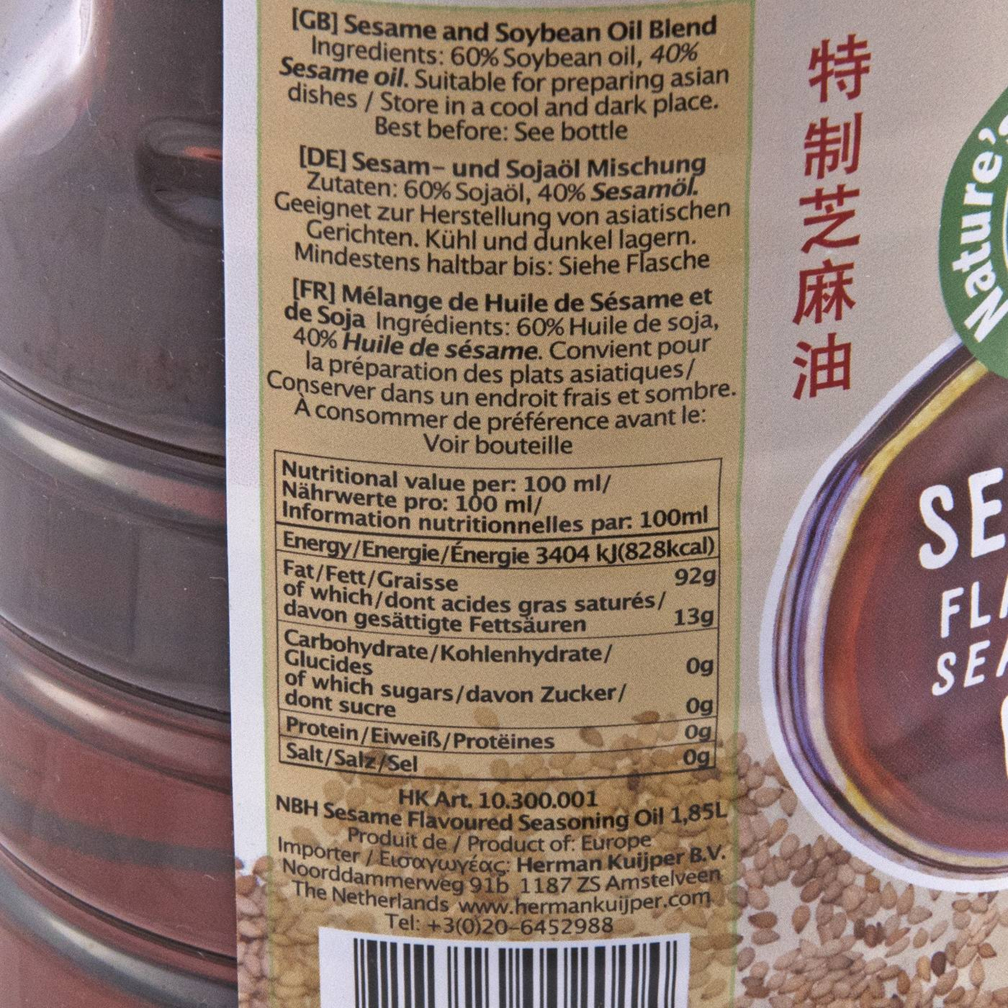 [GB] Sesame and Soybean Oil Blend
Ingredients: 60% Soybean oil, 40%
Sesame oil. Suitable for preparing asian
dishes / Store in a cool and dark place.
Best before: See bottle
[DE] Sesam- und Sojaöl Mischung
Zutaten: 60% Sojaöl, 40% Sesamöl.
Geeignet zur Herstellung von asiatischen
Gerichten. Kühl und dunkel lagern.
Mindestens haltbar bis: Siehe Flasche
[FR] Mélange de Huile de Sésame et
de Soja Ingrédients: 60% Huile de soja,
40% Huile de sésame. Convient pour
la préparation des plats asiatiques/
Conserver dans un endroit frais et sombre.
À consommer de préférence avant le:
Voir bouteille
Nutritional value per: 100 ml/
Nährwerte pro: 100 ml/
Information nutritionnelles par: 100ml
Energy/Energie/Énergie 3404 kJ(828kcal)
Fat/Fett/Graisse 92g
of which/dont acides gras saturés/
davon gesättigte Fettsäuren 13g
Carbohydrate/Kohlenhydrate/
Glucides 0g
of which sugars/davon Zucker/
dont sucre 0g
Protein/Eiweiß/Protëines 0g
Salt/Salz/Sel 0g
HK Art. 10.300.001
NBH Sesame Flavoured Seasoning Oil 1,85L
Produit de / Product of: Europe
Importer / Εισαγωγέας: Herman Kuijper B.V.
Noorddammerweg 91b 1187 ZS Amstelveen
The Netherlands www.hermankuijper.com
Tel: +3(0)20-6452988
特制芝麻油
Nature's
SE
FL
SEA